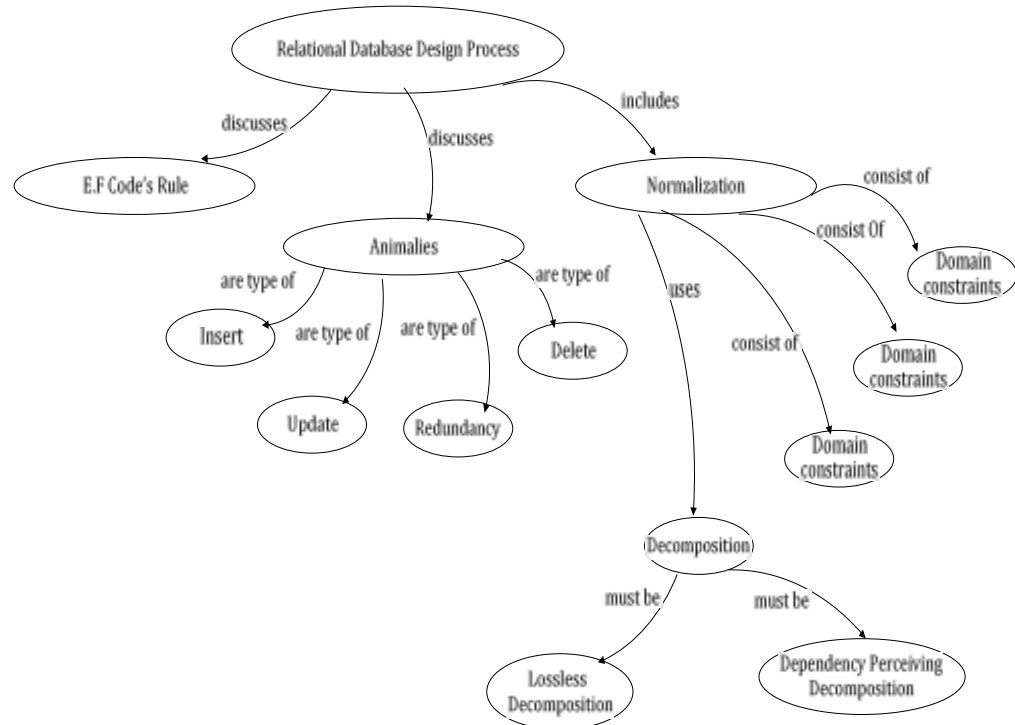 Relational Database Design Process
includes
discusses
discusses
E.F Code's Rule
Normalization
consist of
consist Of
Animalies
Domain
constraints
are type of
are type of
uses
are type of
are type of
Insert
consist of
Delete
Domain
constraints
Update
Redundancy
Domain
constraints
Decomposition
must be
must be
Lossless
Decomposition
Dependency Perceiving
Decomposition